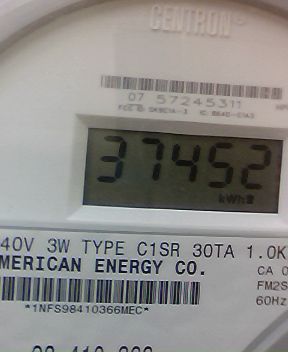 CENTRON®
07 57245311
37452
kWh
40V 3W TYPE C1SR 30TA 1.0K
MERICAN ENERGY CO.
CA 0
FM2S
60Hz
*1NFS98410366MEC*